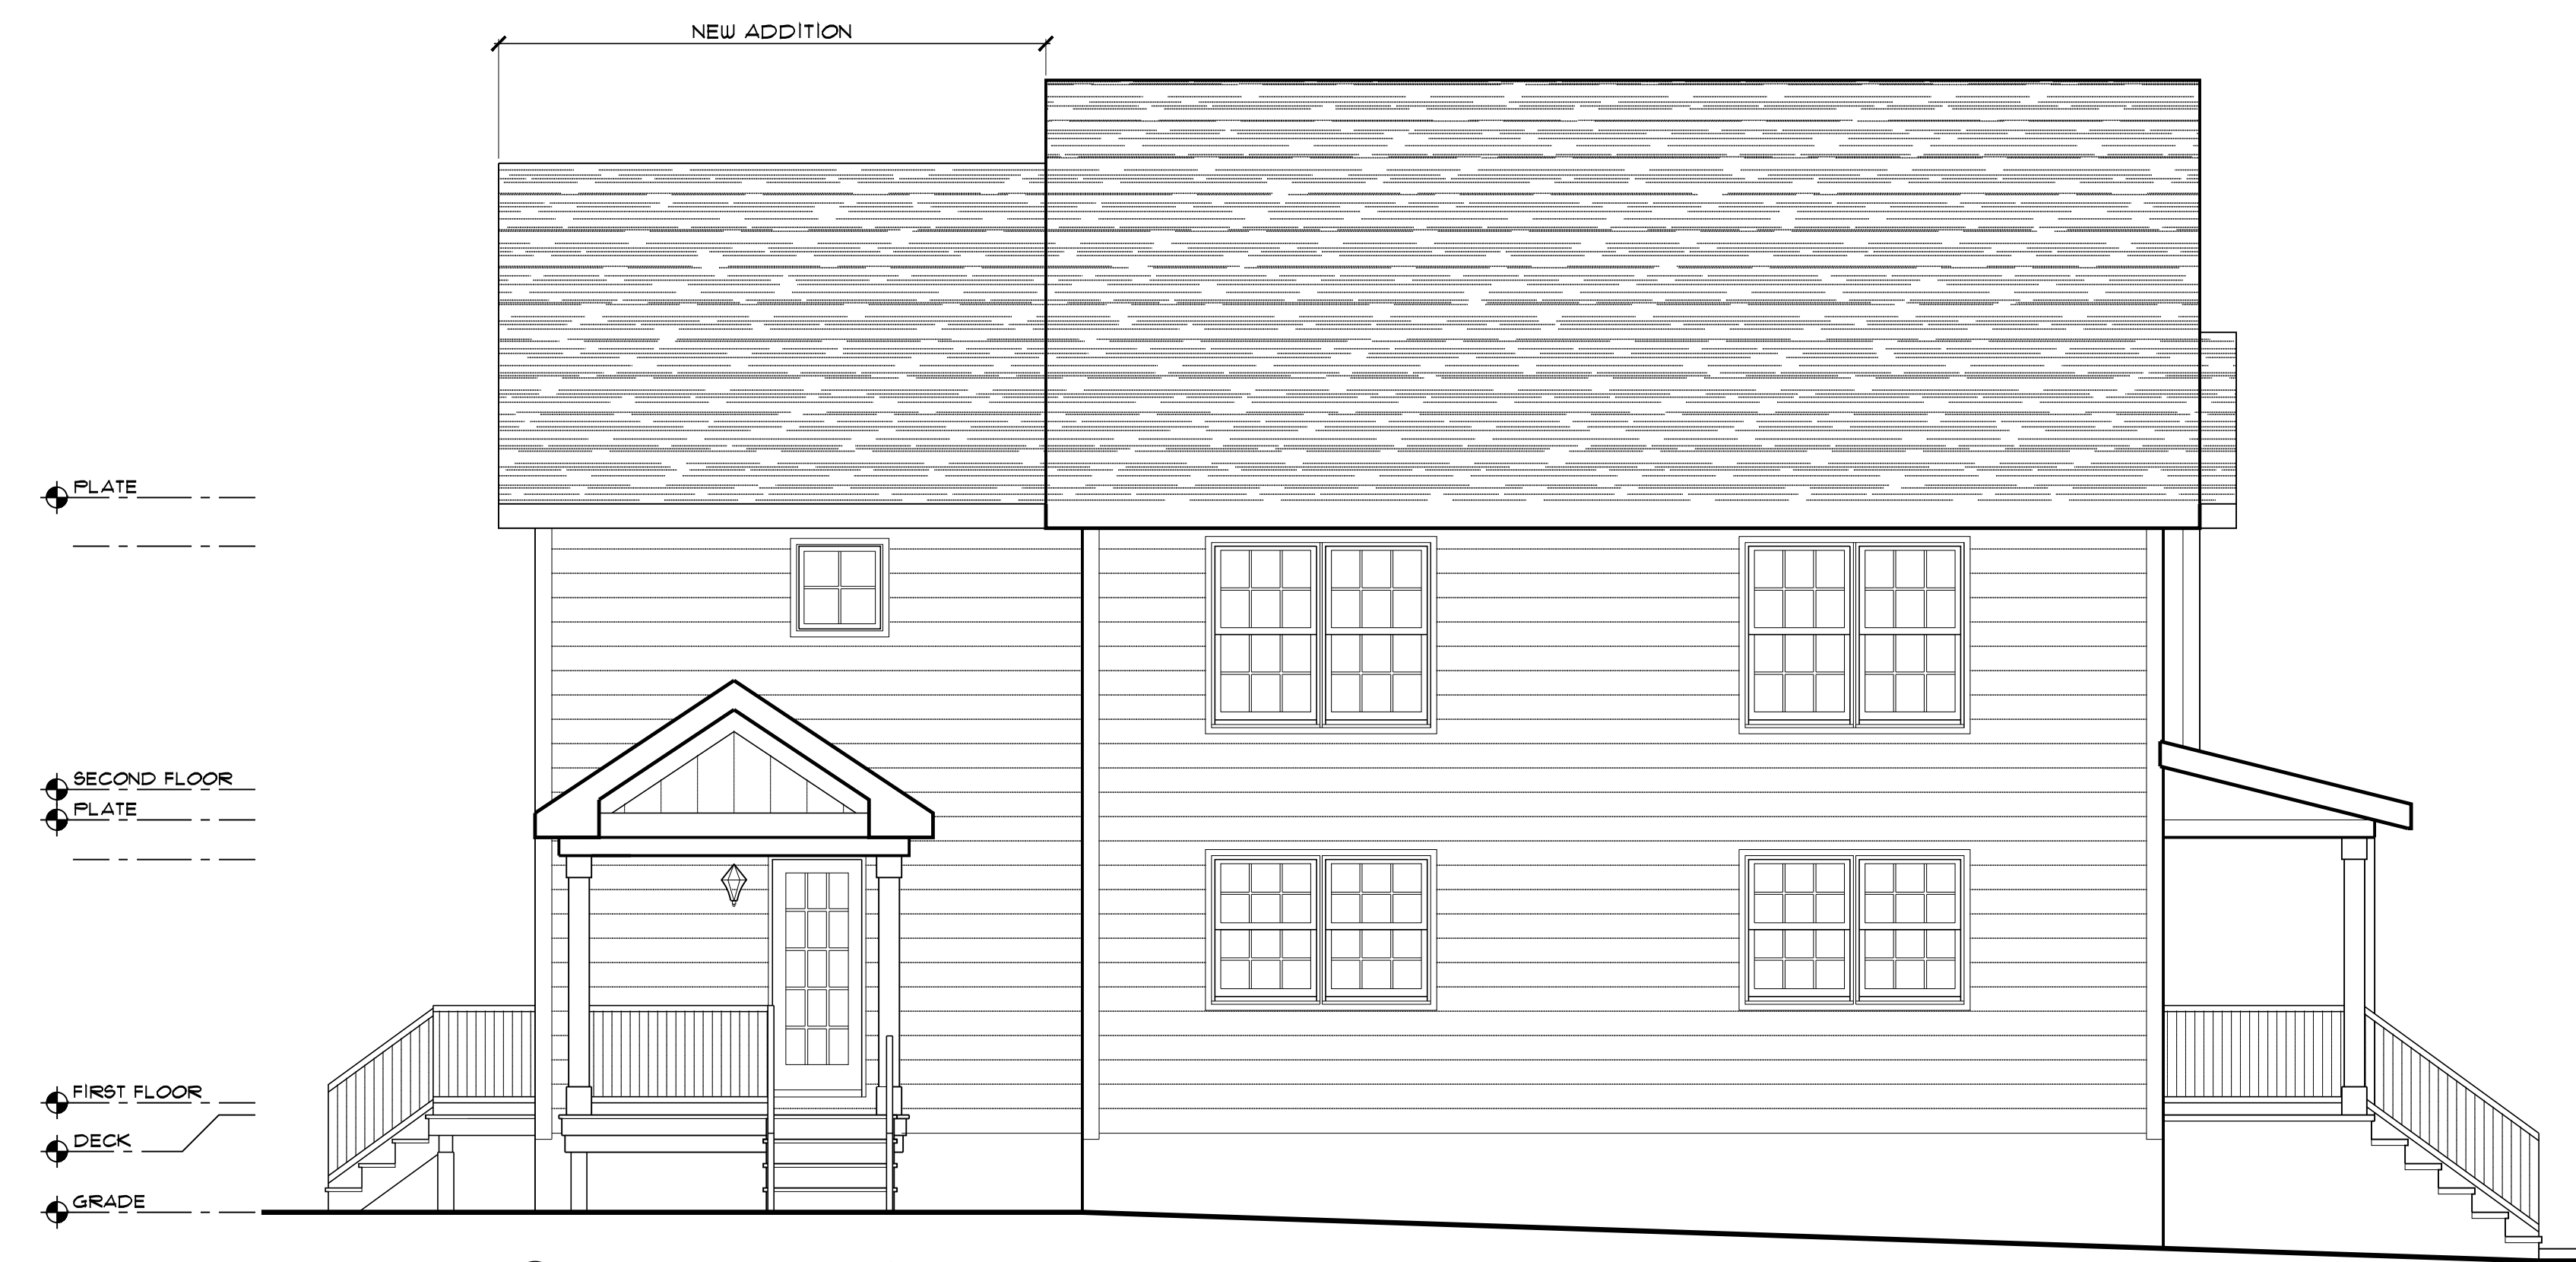 NEW ADDITION
PLATE
SECOND FLOOR
PLATE
FIRST FLOOR
DECK
GRADE